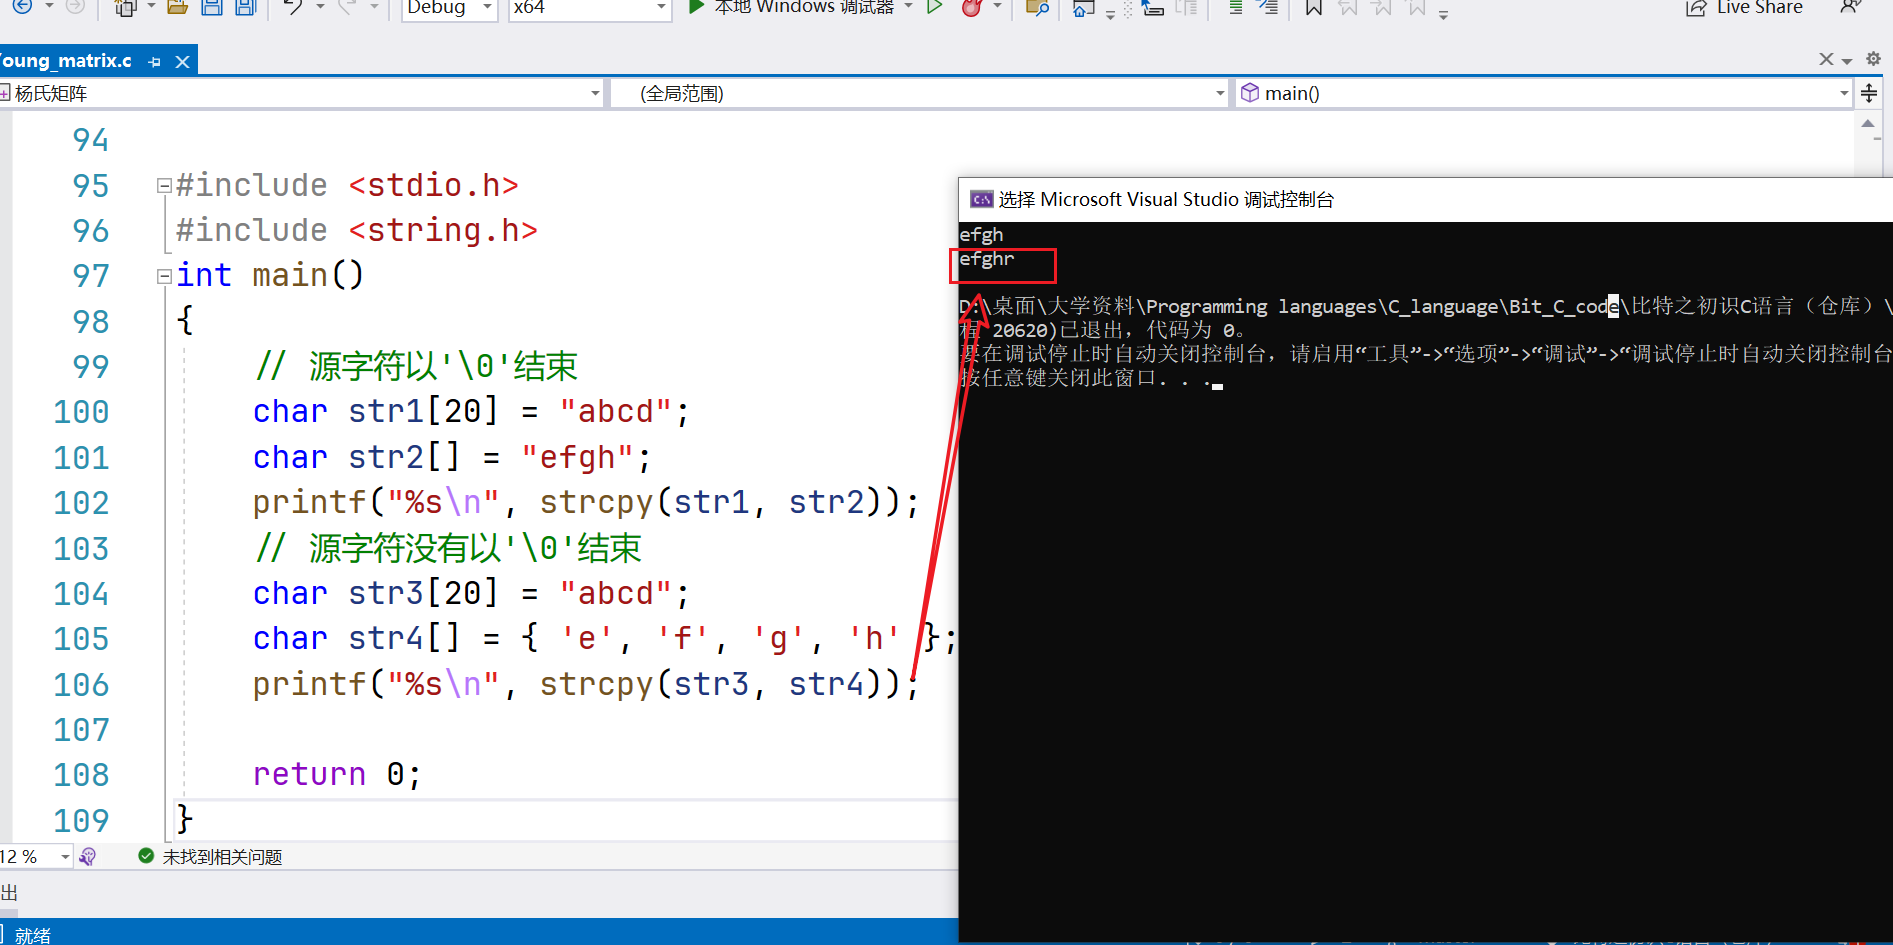 Debug x64 本地 Windows 调试器 Live Share
oung_matrix.c
杨氏矩阵 (全局范围) main()
94
95 #include <stdio.h>
96 #include <string.h>
97 int main()
98 {
99 // 源字符以'\0'结束
100 char str1[20] = "abcd";
101 char str2[] = "efgh";
102 printf("%s\n", strcpy(str1, str2));
103 // 源字符没有以'\0'结束
104 char str3[20] = "abcd";
105 char str4[] = { 'e', 'f', 'g', 'h' };
106 printf("%s\n", strcpy(str3, str4));
107
108 return 0;
109 }
选择 Microsoft Visual Studio 调试控制台
efgh
efghr
D:\桌面\大学资料\Programming languages\C_language\Bit_C_code\比特之初识C语言（仓库）\
程 20620)已退出，代码为 0。
要在调试停止时自动关闭控制台，请启用“工具”->“选项”->“调试”->“调试停止时自动关闭控制台
按任意键关闭此窗口. . .
12 % 未找到相关问题
出
就绪